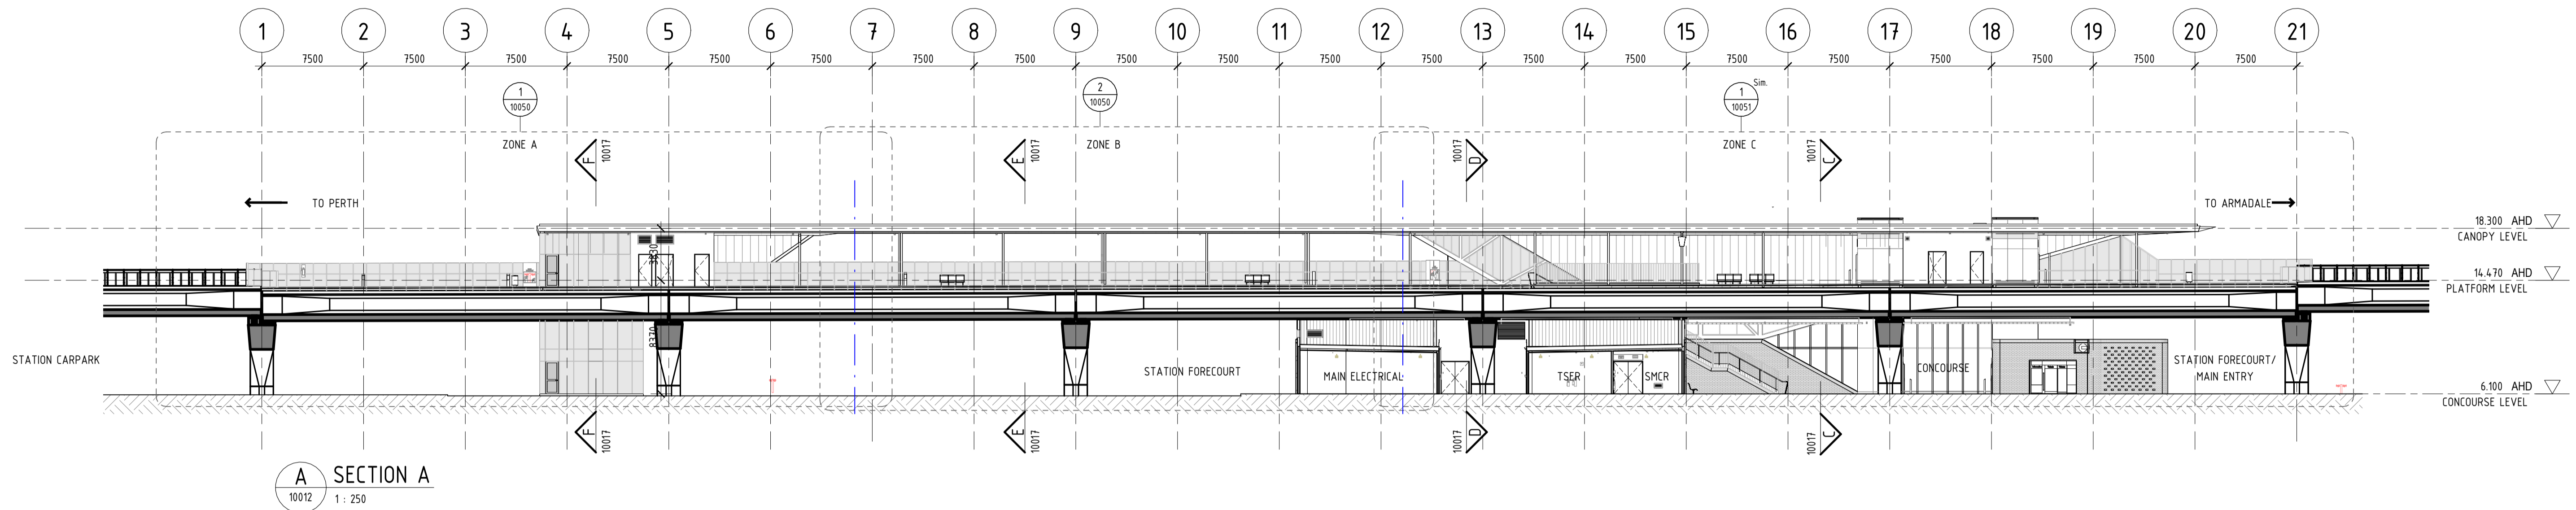 1 2 3 4 5 6 7 8 9 10 11 12 13 14 15 16 17 18 19 20 21
7500 7500 7500 7500 7500 7500 7500 7500 7500 7500 7500 7500 7500 7500 7500 7500 7500 7500 7500 7500
1
10050
ZONE A
2
10050
ZONE B
Sim.
1
10051
ZONE C
F
10017
E
10017
10017
D
10017
C
TO PERTH
TO ARMADALE
18.300 AHD
CANOPY LEVEL
3830
14.470 AHD
PLATFORM LEVEL
8370
STATION CARPARK
STATION FORECOURT
MAIN ELECTRICAL
TSER
SMCR
CONCOURSE
STATION FORECOURT/
MAIN ENTRY
6.100 AHD
CONCOURSE LEVEL
F
10017
E
10017
10017
D
10017
C
A
10012
SECTION A
1 : 250